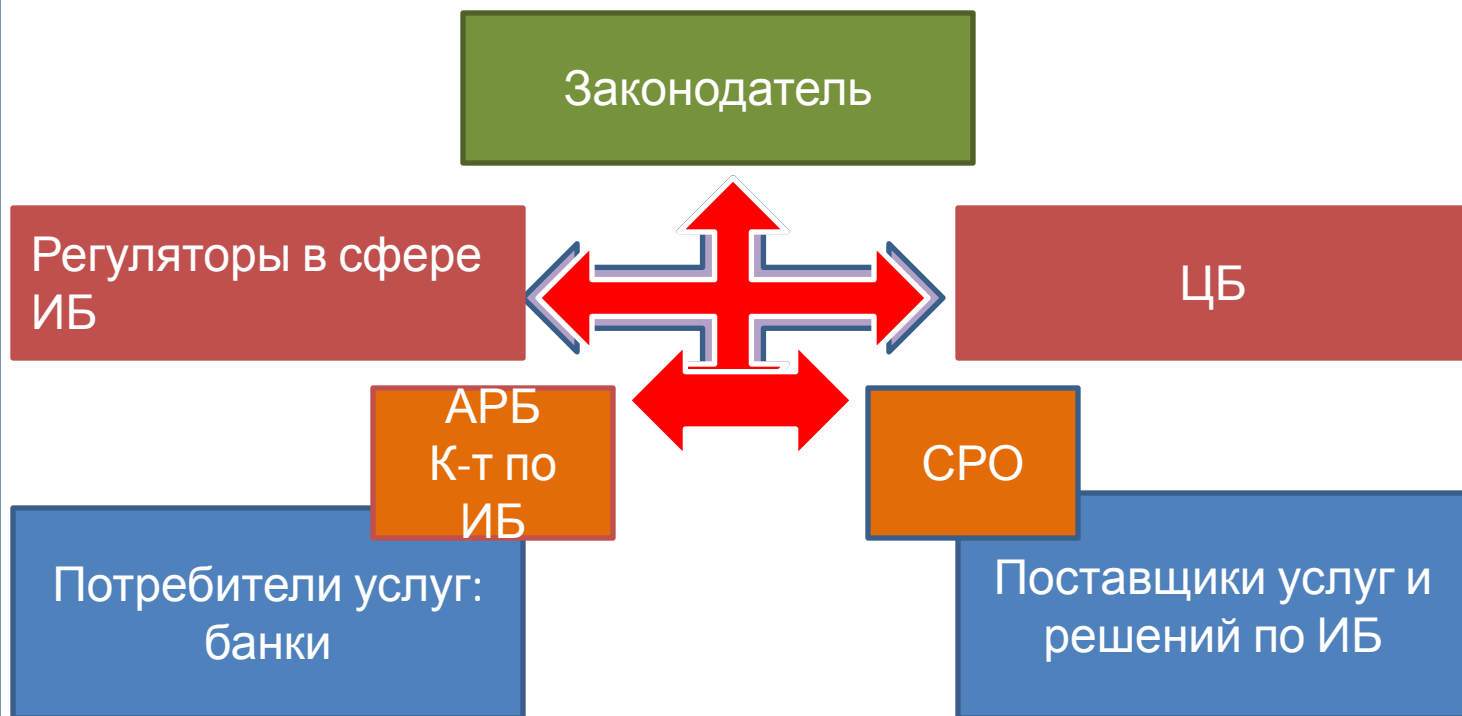 Законодатель
Регуляторы в сфере
ИБ
ЦБ
АРБ
К-т по
ИБ
СРО
Потребители услуг:
банки
Поставщики услуг и
решений по ИБ